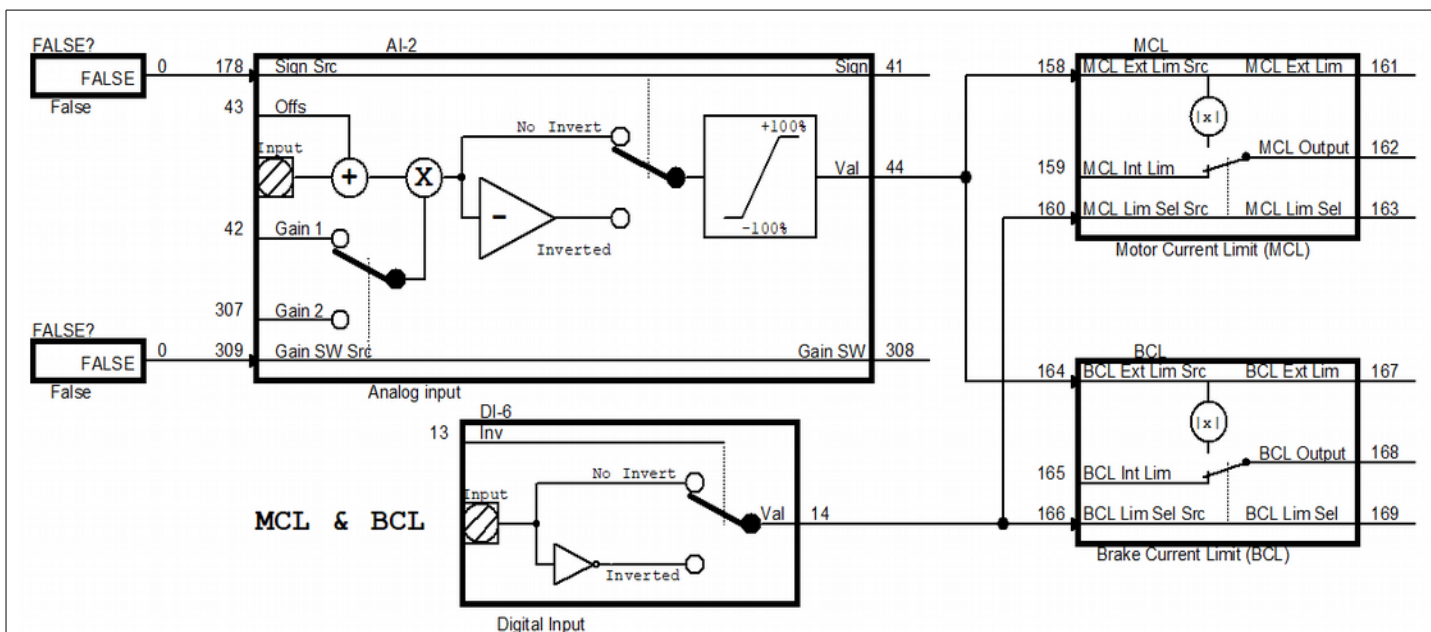 FALSE?
FALSE
False
0
178
AI-2
Sign Src
Sign
41
43
Offs
Input
+
X
No Invert
-
Inverted
+100%
-100%
Val
44
42
Gain 1
307
Gain 2
FALSE?
FALSE
False
0
309
Gain SW Src
Gain SW
308
Analog input
MCL
158
MCL Ext Lim Src
MCL Ext Lim
161
|x|
159
MCL Int Lim
MCL Output
162
160
MCL Lim Sel Src
MCL Lim Sel
163
Motor Current Limit (MCL)
BCL
164
BCL Ext Lim Src
BCL Ext Lim
167
|x|
165
BCL Int Lim
BCL Output
168
166
BCL Lim Sel Src
BCL Lim Sel
169
Brake Current Limit (BCL)
MCL & BCL
DI-6
13
Inv
Input
No Invert
Inverted
Val
14
Digital Input